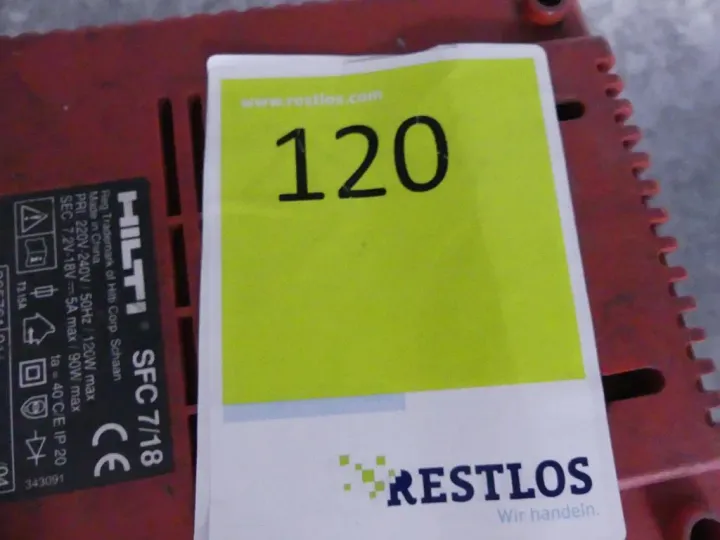 www.restlos.com
120
RESTLOS
Wir handeln.
HILTI SFC 7/18
Reg Trademark of Hilti Corp. Schaan
Made in China
PRI: 220V-240V / 50Hz / 120W max
SEC: 7.2V-18V 5A max / 90W max
T3.15A
ta = 40°C/E IP 20
CE
343091